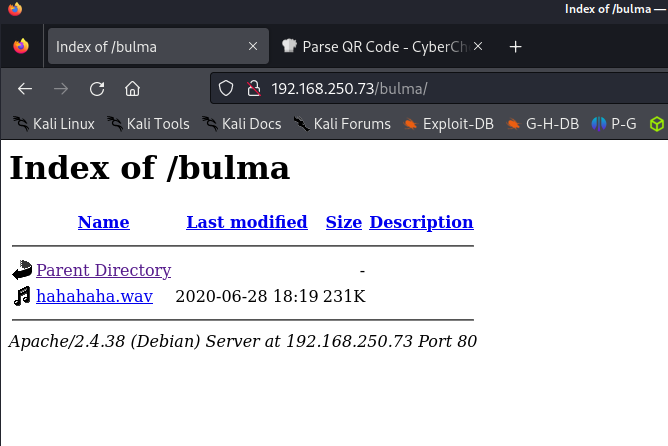 Index of /bulma —
Index of /bulma
Parse QR Code - CyberCh
192.168.250.73/bulma/
Kali Linux Kali Tools Kali Docs Kali Forums Exploit-DB G-H-DB P-G
Index of /bulma
Name Last modified Size Description
Parent Directory -
hahahaha.wav 2020-06-28 18:19 231K
Apache/2.4.38 (Debian) Server at 192.168.250.73 Port 80